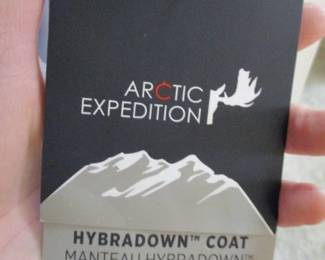 ARCTIC
EXPEDITION
HYBRADOWN™ COAT
MANTEAU HYBRADOWN™